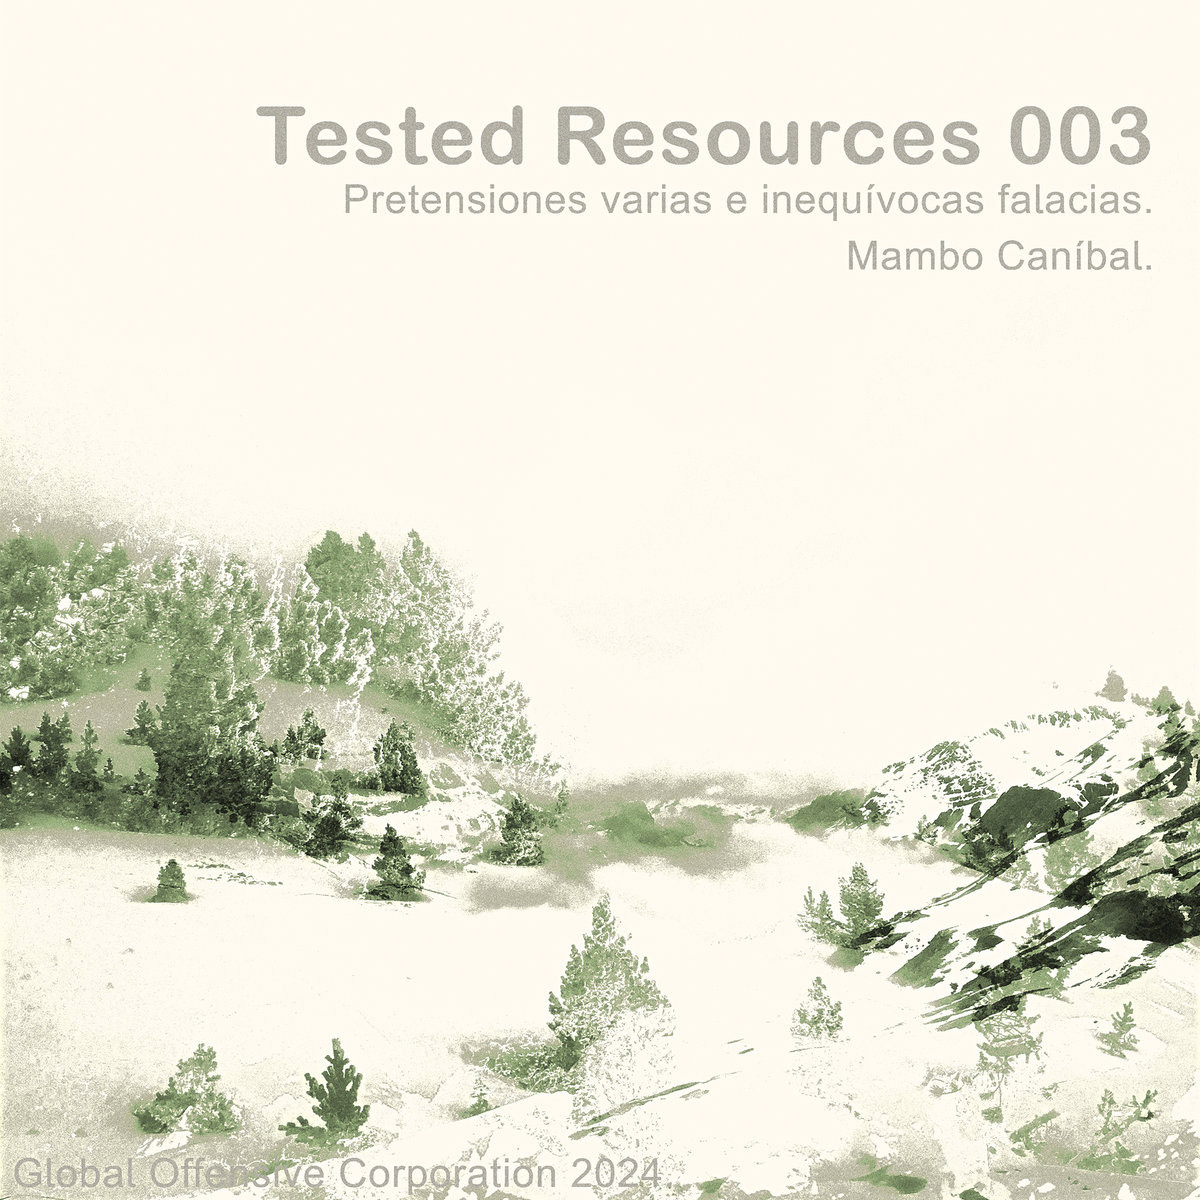 Tested Resources 003
Pretensiones varias e inequívocas falacias.
Mambo Caníbal.
Global Offensive Corporation 2024